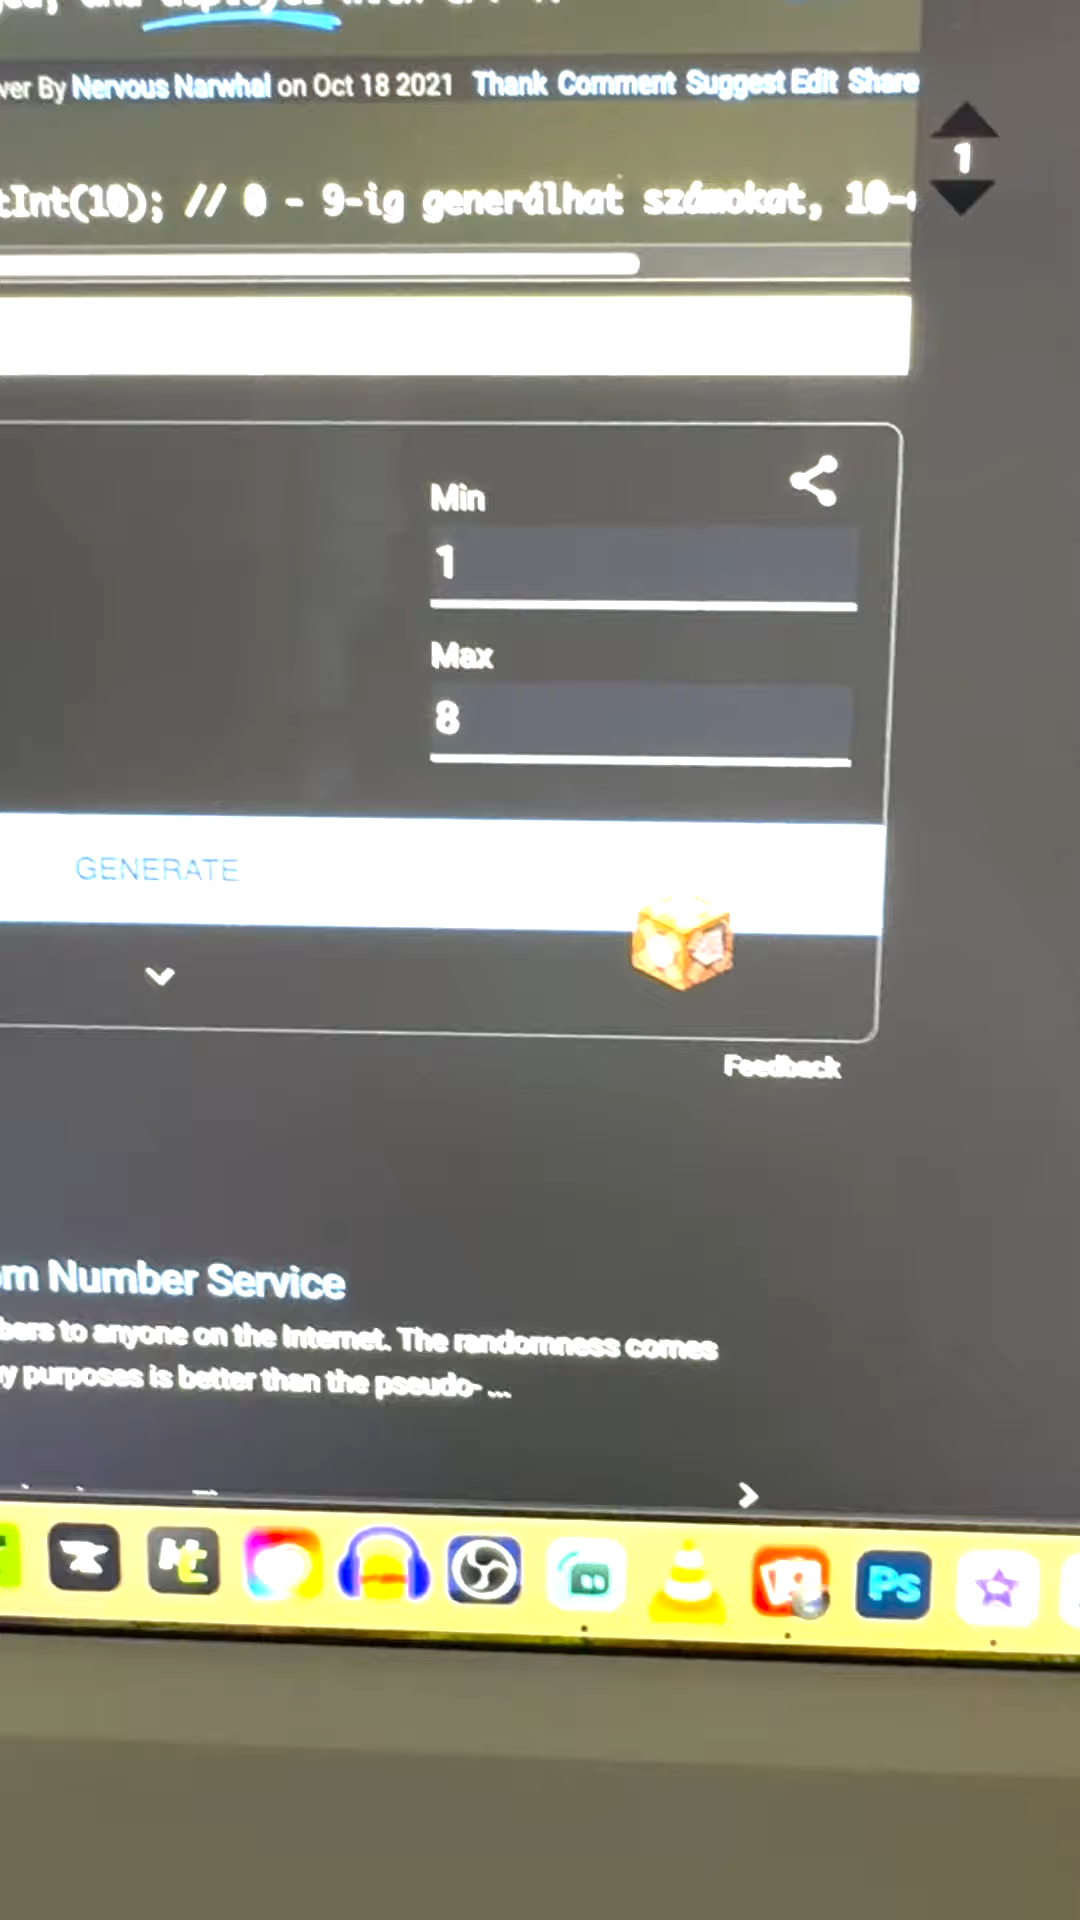 By Nervous Narwhal on Oct 18 2021 Thank Comment Suggest Edit Share
1
tInt(10); // 0 - 9-ig generálhat számokat, 10-
Min
1
Max
8
GENERATE
Feedback
Number Service
to anyone on the Internet. The randomness comes
purposes is better than the pseudo- ...
Ps